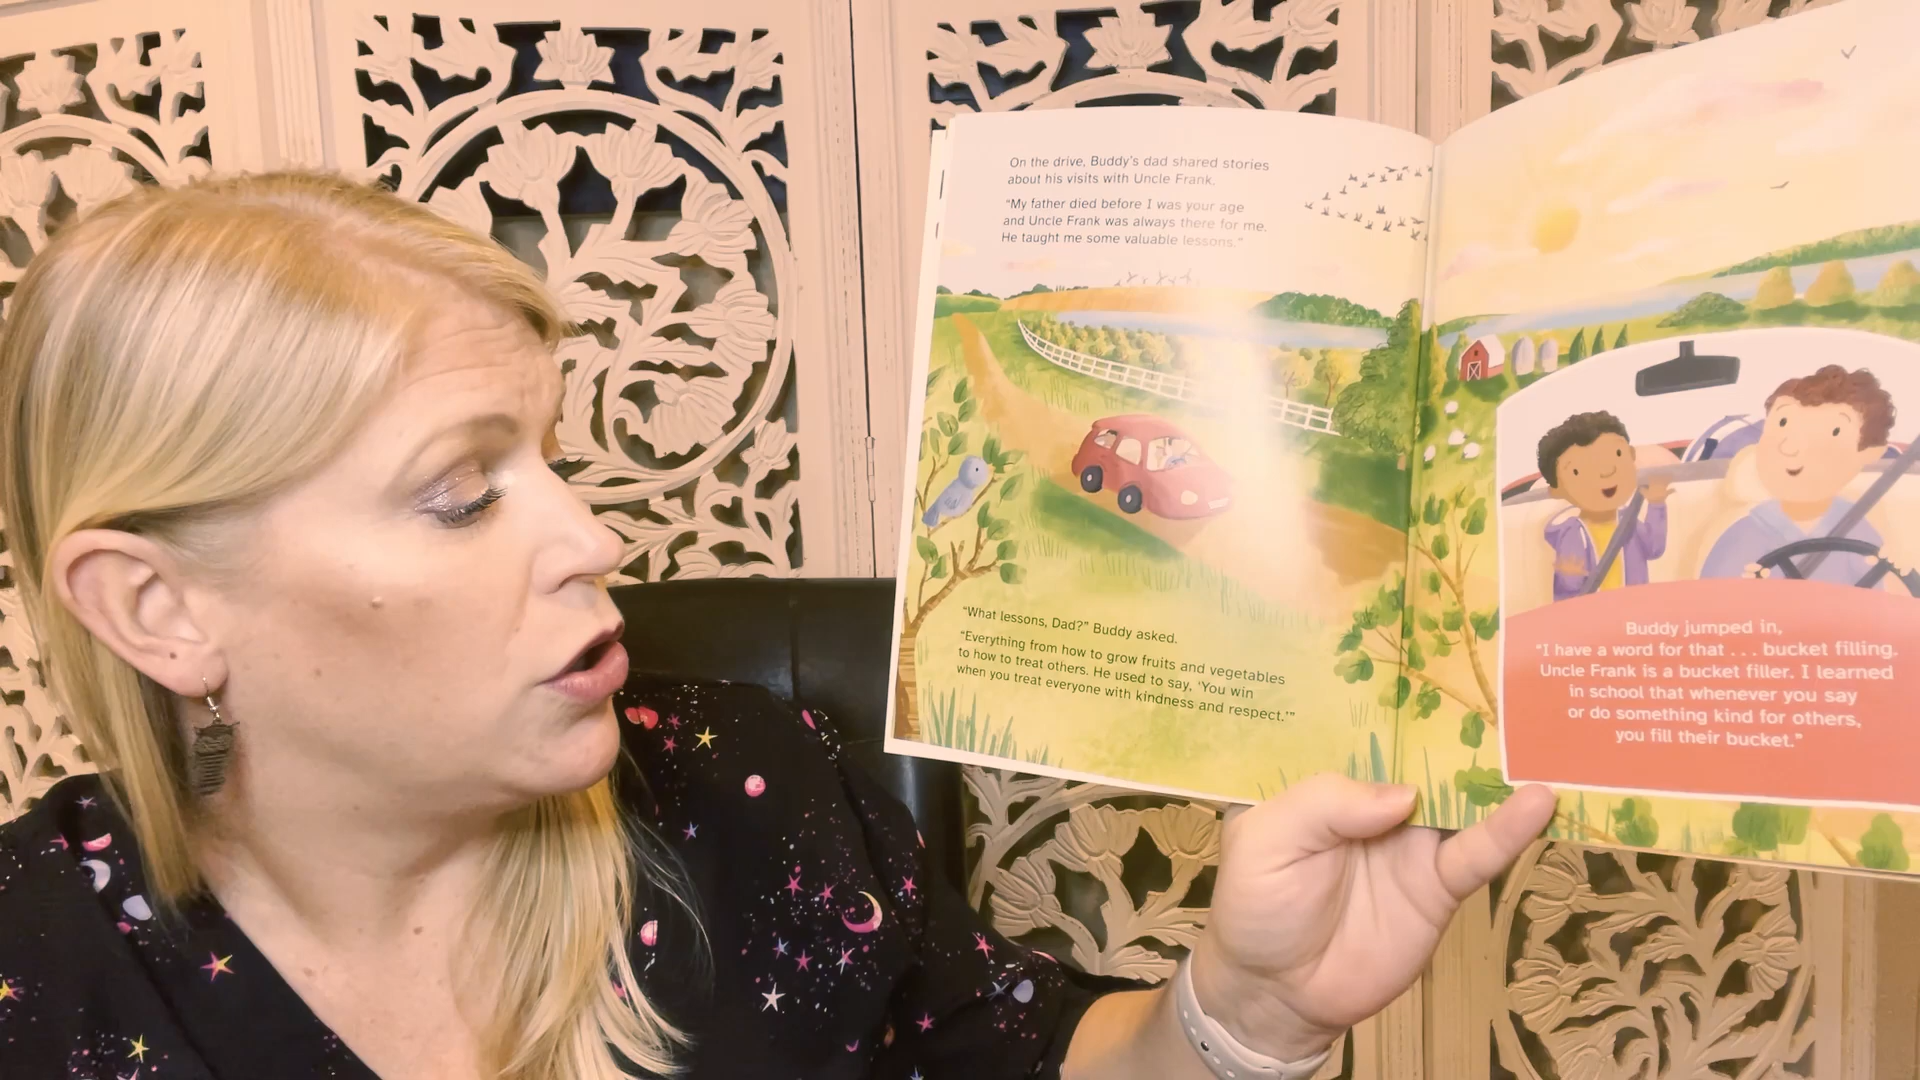 On the drive, Buddy's dad shared stories
about his visits with Uncle Frank.
"My father died before I was your age
and Uncle Frank was always there for me.
He taught me some valuable lessons."
"What lessons, Dad?" Buddy asked.
"Everything from how to grow fruits and vegetables
to how to treat others. He used to say, 'You win
when you treat everyone with kindness and respect.'"
Buddy jumped in,
"I have a word for that . . . bucket filling.
Uncle Frank is a bucket filler. I learned
in school that whenever you say
or do something kind for others,
you fill their bucket."